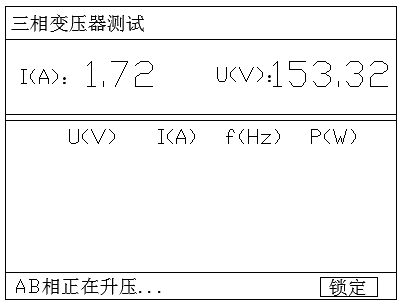 三相变压器测试
I(A): 1.72 U(V):153.32
U(V) I(A) f(Hz) P(W)
AB相正在升压... 锁定